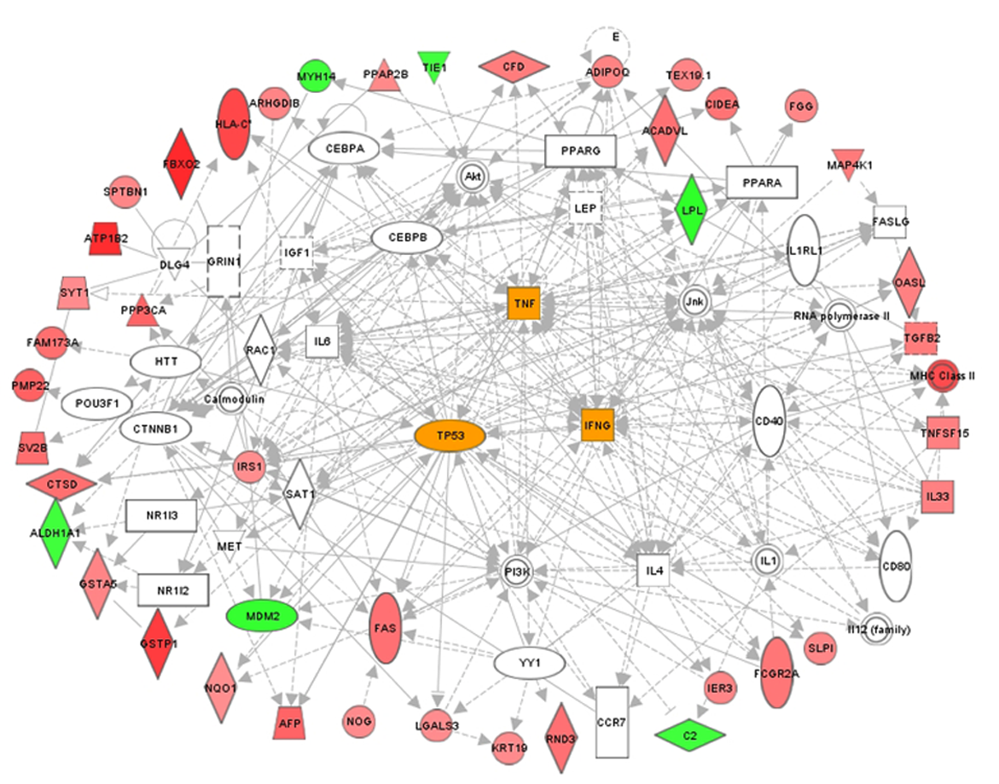 E
MYH14
PPAP2B
TIE1
CFD
ADIPOQ
TEX19.1
ARHGDIB
HLA-C*
CIDEA
FGG
ACADVL
CEBPA
PPARG
FBXO2
MAP4K1
Akt
PPARA
SPTBN1
LEP
LPL
FASLG
ATP1B2
CEBPB
IL1RL1
DLG4
GRIN1
IGF1
OASL
SYT1
TNF
Jnk
PPP3CA
RNA polymerase II
FAM173A
IL6
TGFB2
RAC1
HTT
PMP22
MHC Class II
POU3F1
Calmodulin
CD40
CTNNB1
IFNG
TP53
TNFSF15
SV2B
IRS1
CTSD
SAT1
IL33
NR1I3
ALDH1A1
MET
PI3K
IL4
IL1
CD80
GSTA5
NR1I2
MDM2
FAS
Il12 (family)
GSTP1
SLPI
YY1
FCGR2A
NQO1
IER3
AFP
NOG
LGALS3
CCR7
C2
RND3
KRT19